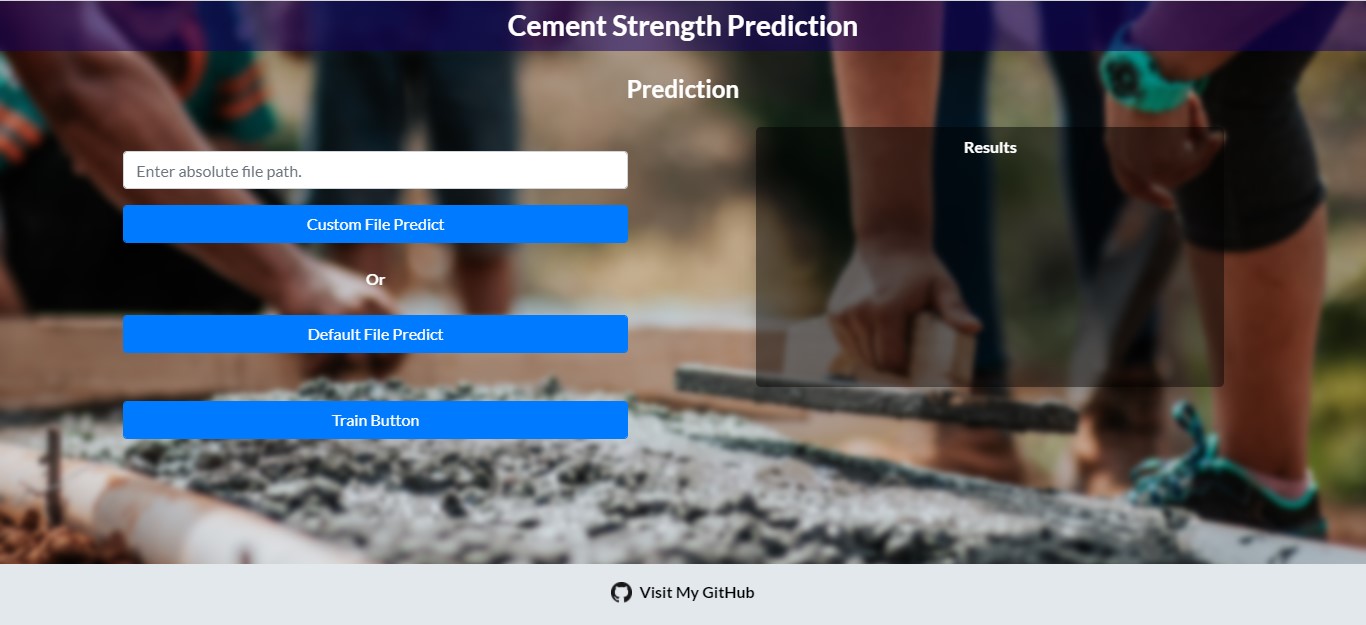 Cement Strength Prediction
Prediction
Enter absolute file path.
Custom File Predict
Or
Default File Predict
Train Button
Results
Visit My GitHub